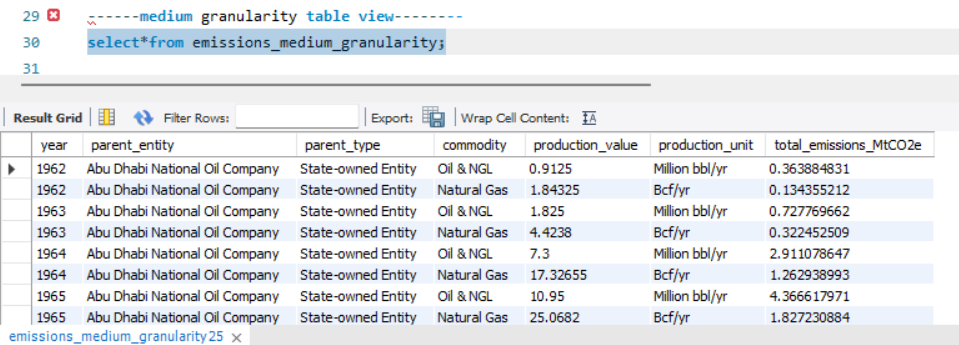 29 ------medium granularity table view--------
30 select*from emissions_medium_granularity;
31
Result Grid Filter Rows: Export: Wrap Cell Content: IA
year parent_entity parent_type commodity production_value production_unit total_emissions_MtCO2e
1962 Abu Dhabi National Oil Company State-owned Entity Oil & NGL 0.9125 Million bbl/yr 0.363884831
1962 Abu Dhabi National Oil Company State-owned Entity Natural Gas 1.84325 Bcf/yr 0.134355212
1963 Abu Dhabi National Oil Company State-owned Entity Oil & NGL 1.825 Million bbl/yr 0.727769662
1963 Abu Dhabi National Oil Company State-owned Entity Natural Gas 4.4238 Bcf/yr 0.322452509
1964 Abu Dhabi National Oil Company State-owned Entity Oil & NGL 7.3 Million bbl/yr 2.911078647
1964 Abu Dhabi National Oil Company State-owned Entity Natural Gas 17.32655 Bcf/yr 1.262938993
1965 Abu Dhabi National Oil Company State-owned Entity Oil & NGL 10.95 Million bbl/yr 4.366617971
1965 Abu Dhabi National Oil Company State-owned Entity Natural Gas 25.0682 Bcf/yr 1.827230884
emissions_medium_granularity25